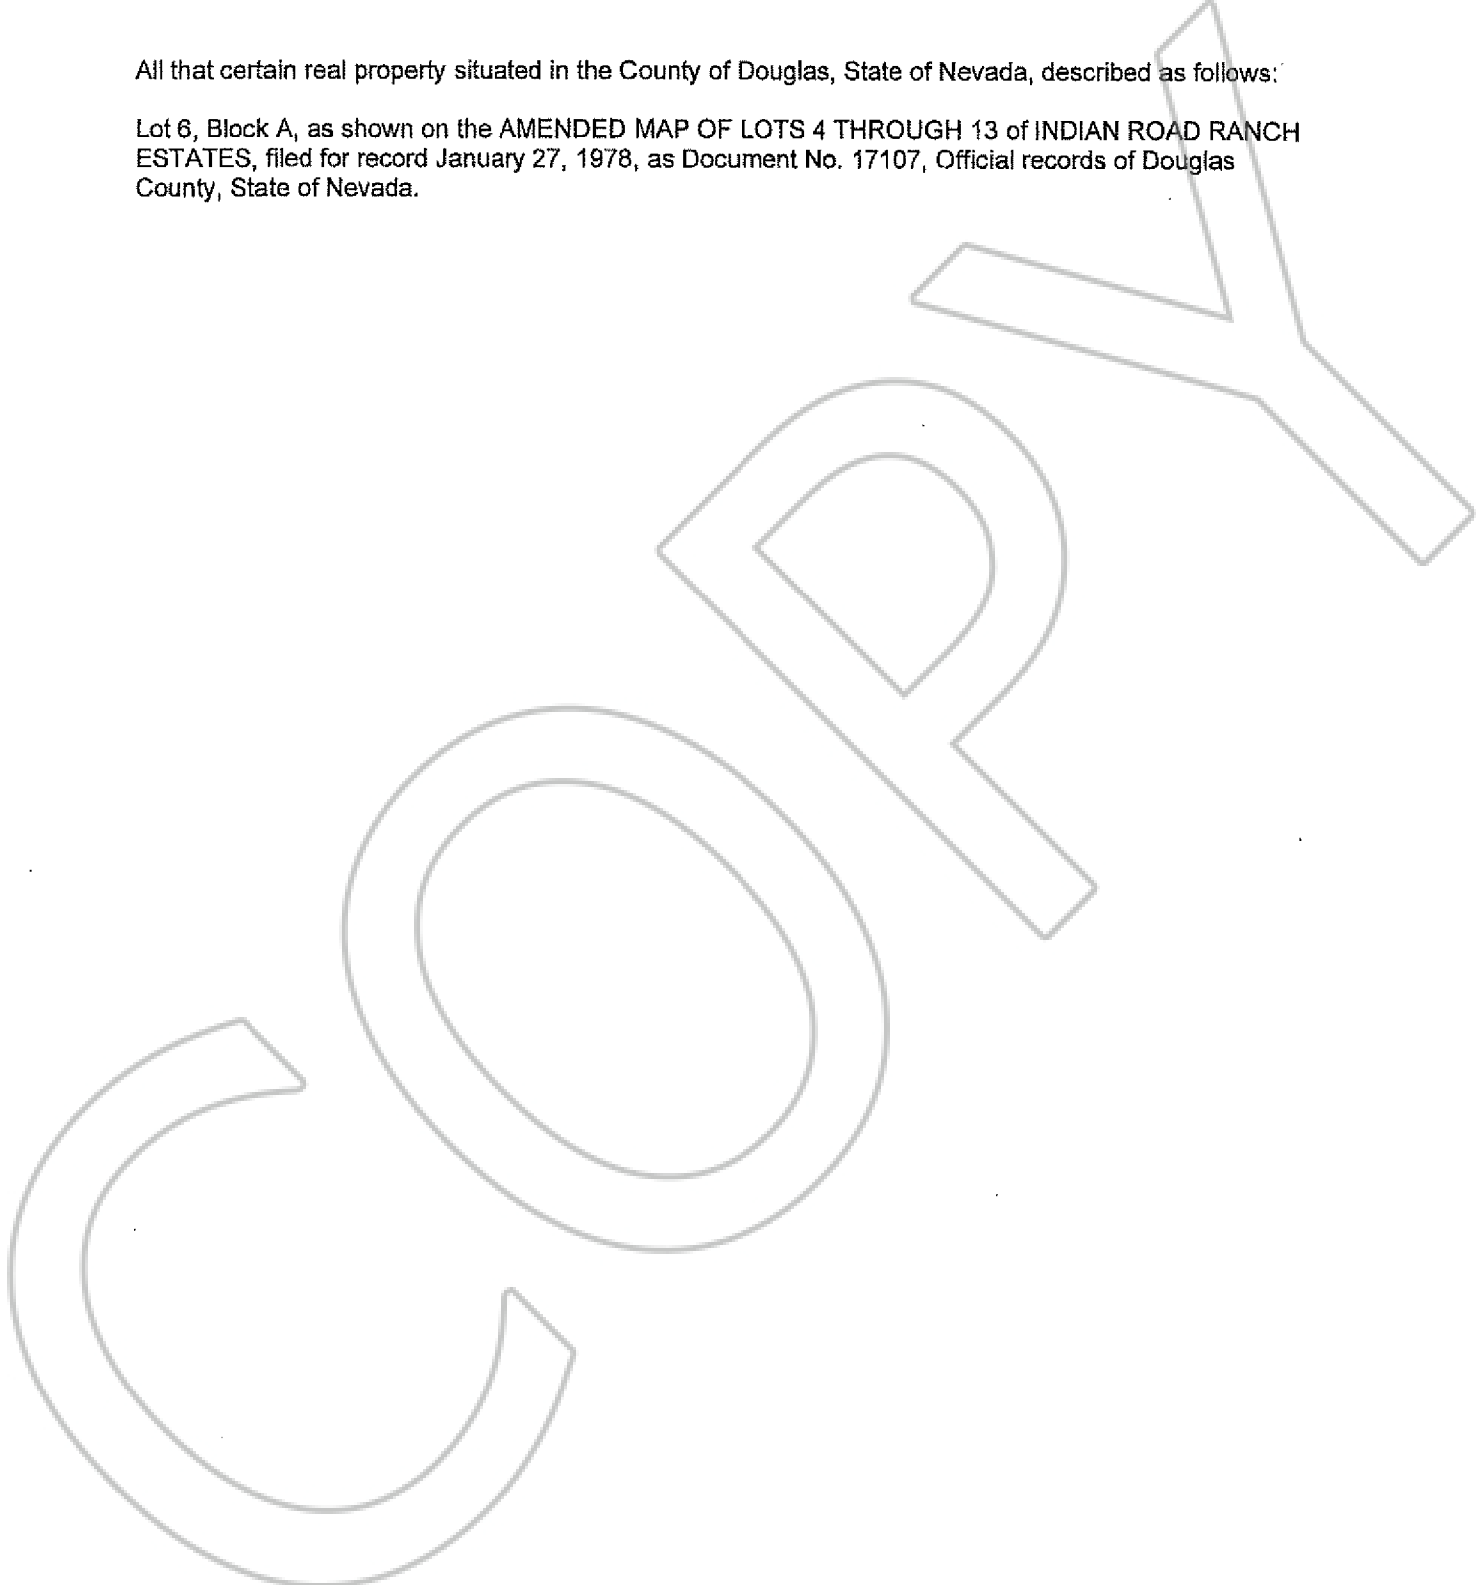 All that certain real property situated in the County of Douglas, State of Nevada, described as follows:
Lot 6, Block A, as shown on the AMENDED MAP OF LOTS 4 THROUGH 13 of INDIAN ROAD RANCH
ESTATES, filed for record January 27, 1978, as Document No. 17107, Official records of Douglas
County, State of Nevada.
COPY